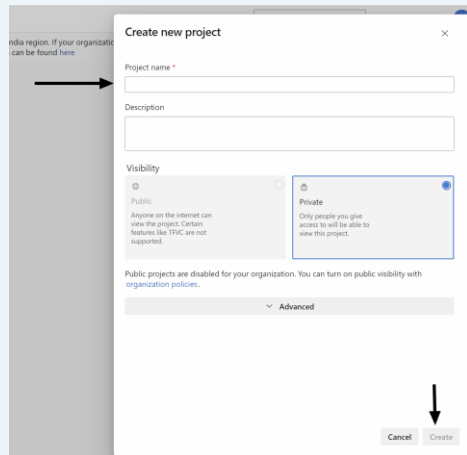 Create new project
ndia region. If your organizatio
s can be found here
Project name *
Description
Visibility
Public
Anyone on the internet can
view the project. Certain
features like TFVC are not
supported.
Private
Only people you give
access to will be able to
view this project.
Public projects are disabled for your organization. You can turn on public visibility with
organization policies.
Advanced
Cancel
Create